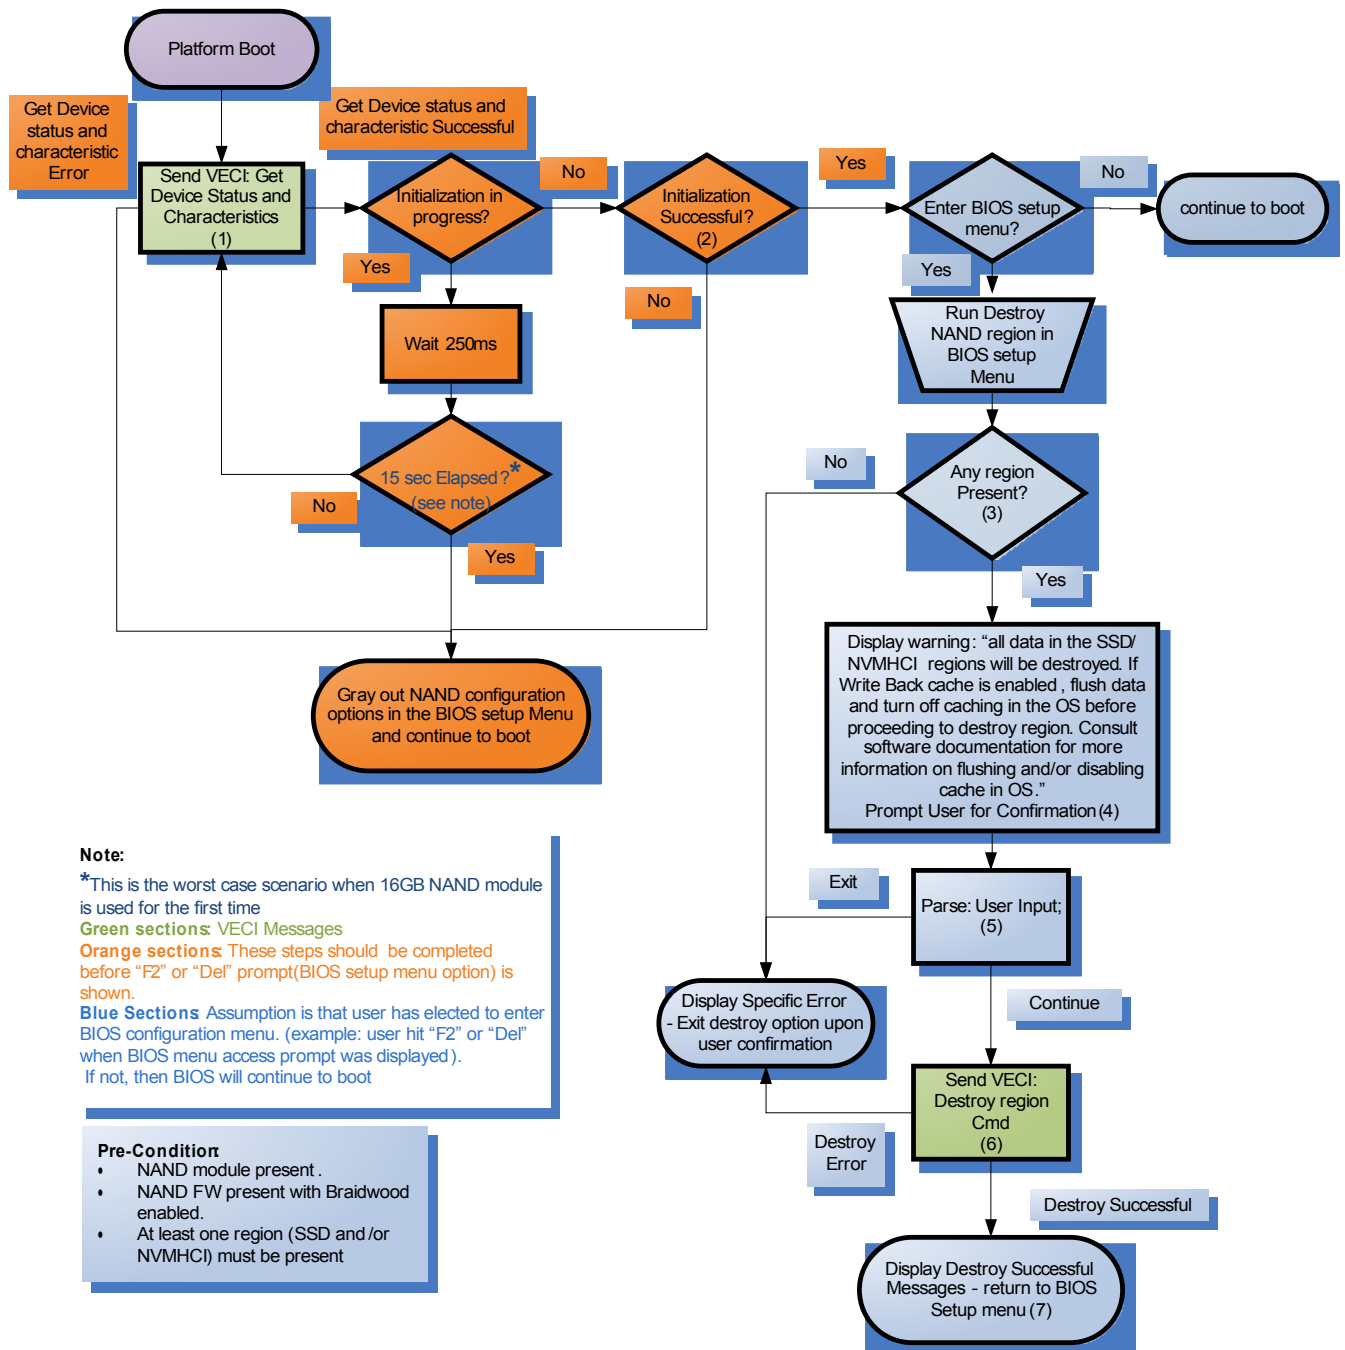 Platform Boot
Get Device
status and
characteristic
Error
Get Device status and
characteristic Successful
Send VECI: Get
Device Status and
Characteristics
(1)
Initialization in
progress?
No
Initialization
Successful?
(2)
Yes
Enter BIOS setup
menu?
No
continue to boot
Yes
No
Yes
Wait 250ms
Run Destroy
NAND region in
BIOS setup
Menu
15 sec Elapsed?*
(see note)
No
Yes
No
Any region
Present?
(3)
Yes
Gray out NAND configuration
options in the BIOS setup Menu
and continue to boot
Display warning: “all data in the SSD/
NVMHCI regions will be destroyed. If
Write Back cache is enabled , flush data
and turn off caching in the OS before
proceeding to destroy region. Consult
software documentation for more
information on flushing and/or disabling
cache in OS.”
Prompt User for Confirmation(4)
Exit
Parse: User Input;
(5)
Continue
Display Specific Error
- Exit destroy option upon
user confirmation
Send VECI:
Destroy region
Cmd
(6)
Destroy
Error
Destroy Successful
Display Destroy Successful
Messages - return to BIOS
Setup menu (7)
Note:
*This is the worst case scenario when 16GB NAND module
is used for the first time
Green sections: VECI Messages
Orange sections: These steps should be completed
before “F2” or “Del” prompt(BIOS setup menu option) is
shown.
Blue Sections: Assumption is that user has elected to enter
BIOS configuration menu. (example: user hit “F2” or “Del”
when BIOS menu access prompt was displayed).
If not, then BIOS will continue to boot
Pre-Condition:
• NAND module present .
• NAND FW present with Braidwood
enabled.
• At least one region (SSD and /or
NVMHCI) must be present